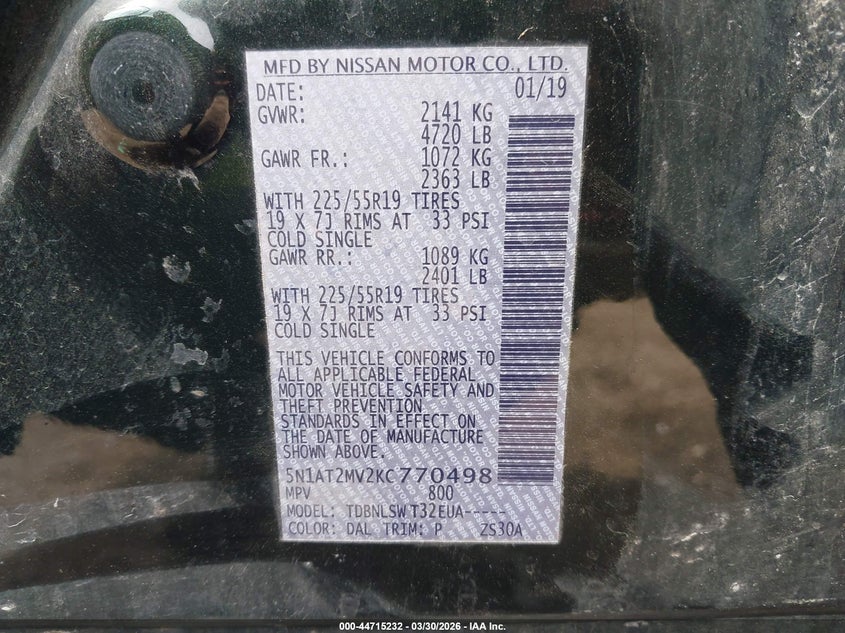 MFD BY NISSAN MOTOR CO., LTD.
DATE: 01/19
GVWR: 2141 KG
4720 LB
GAWR FR.: 1072 KG
2363 LB
WITH 225/55R19 TIRES
19 X 7J RIMS AT 33 PSI
COLD SINGLE
GAWR RR.: 1089 KG
2401 LB
WITH 225/55R19 TIRES
19 X 7J RIMS AT 33 PSI
COLD SINGLE
THIS VEHICLE CONFORMS TO
ALL APPLICABLE FEDERAL
MOTOR VEHICLE SAFETY AND
THEFT PREVENTION
STANDARDS IN EFFECT ON
THE DATE OF MANUFACTURE
SHOWN ABOVE.
5N1AT2MV2KC770498
MPV 800
MODEL: TDBNLSW T32EUA-----
COLOR: DAL TRIM: P ZS30A
000-44715232 - 03/30/2026 - IAA Inc.